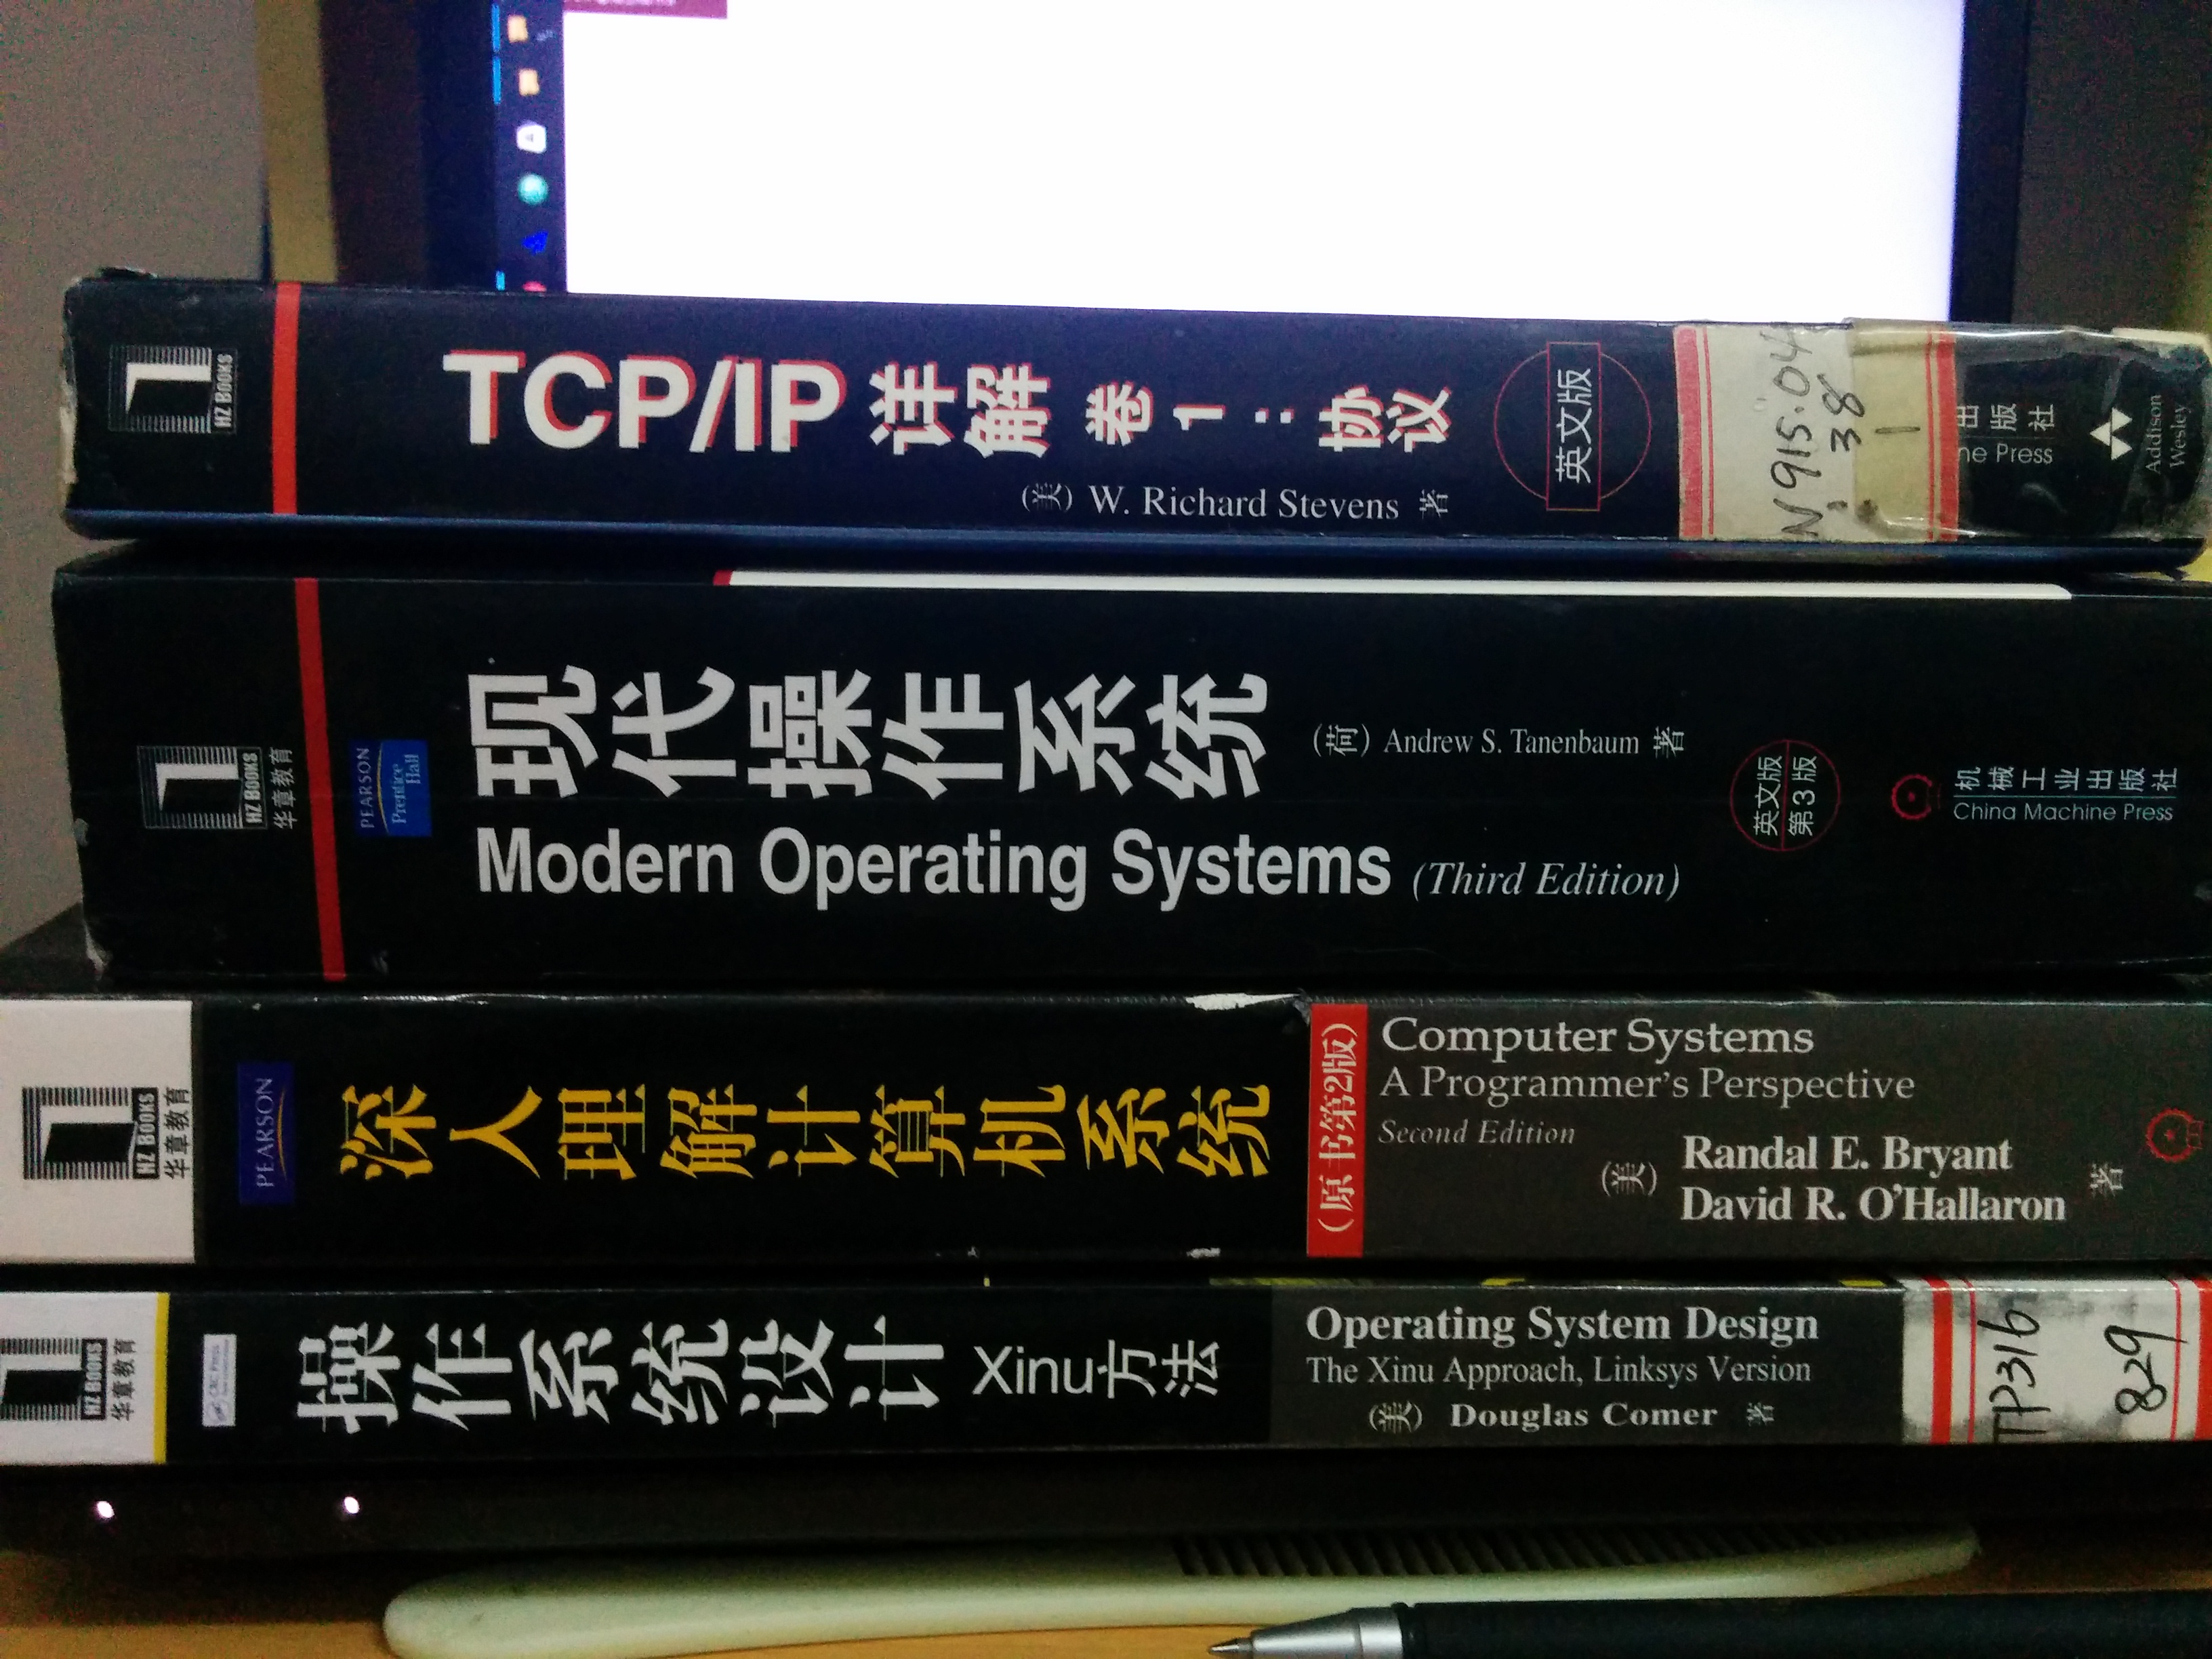 HZ BOOKS
TCP/IP 详解 卷1：协议
(美) W. Richard Stevens 著
英文版
N915.04
38
1
出版社
ne Press
Addison
Wesley
HZ BOOKS
华章教育
PEARSON
Prentice
Hall
现代操作系统
(荷) Andrew S. Tanenbaum 著
Modern Operating Systems (Third Edition)
英文版
第3版
机械工业出版社
China Machine Press
HZ BOOKS
华章教育
PEARSON
深入理解计算机系统
(原书第2版)
Computer Systems
A Programmer's Perspective
Second Edition
(美) Randal E. Bryant
David R. O'Hallaron 著
HZ BOOKS
华章教育
CRC Press
操作系统设计 Xinu方法
Operating System Design
The Xinu Approach, Linksys Version
(美) Douglas Comer 著
TP316
829